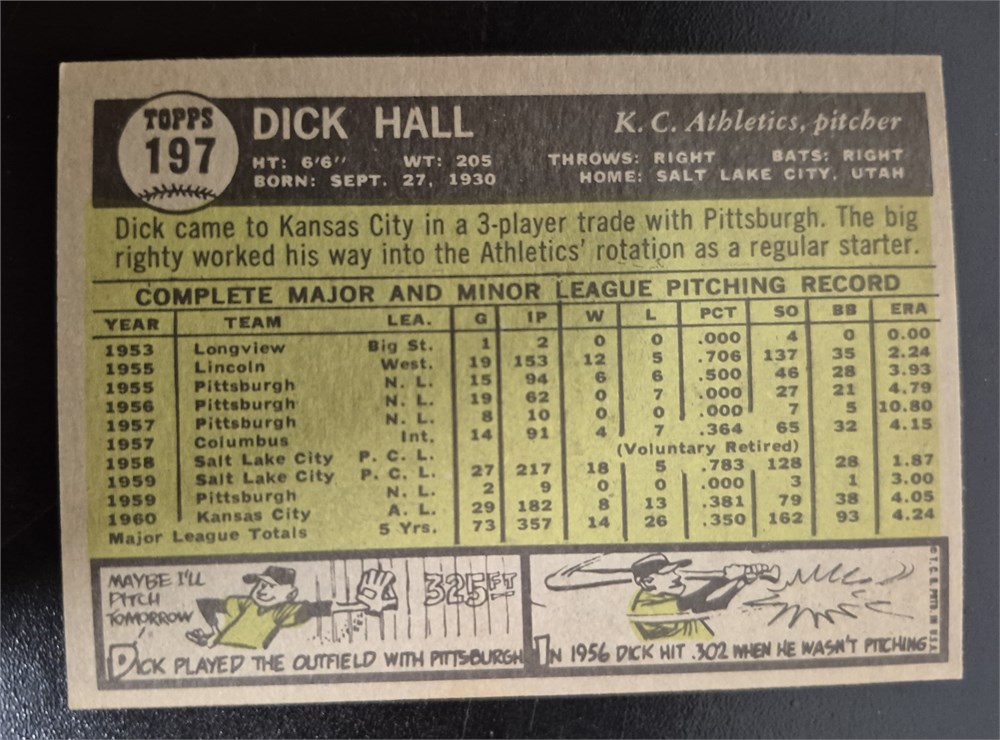 TOPPS
197
DICK HALL
K. C. Athletics, pitcher
HT: 6'6" WT: 205 THROWS: RIGHT BATS: RIGHT
BORN: SEPT. 27, 1930 HOME: SALT LAKE CITY, UTAH
Dick came to Kansas City in a 3-player trade with Pittsburgh. The big
righty worked his way into the Athletics' rotation as a regular starter.
COMPLETE MAJOR AND MINOR LEAGUE PITCHING RECORD
YEAR TEAM LEA. G IP W L PCT SO BB ERA
1953 Longview Big St. 1 2 0 0 .000 4 0 0.00
1955 Lincoln West. 19 153 12 5 .706 137 35 2.24
1955 Pittsburgh N. L. 15 94 6 6 .500 46 28 3.93
1956 Pittsburgh N. L. 19 62 0 7 .000 27 21 4.79
1957 Pittsburgh N. L. 8 10 0 0 .000 7 5 10.80
1957 Columbus Int. 14 91 4 7 .364 65 32 4.15
1958 Salt Lake City P. C. L. (Voluntary Retired)
1959 Salt Lake City P. C. L. 27 217 18 5 .783 128 28 1.87
1959 Pittsburgh N. L. 2 9 0 0 .000 3 1 3.00
1960 Kansas City A. L. 29 182 8 13 .381 79 38 4.05
Major League Totals 5 Yrs. 73 357 14 26 .350 162 93 4.24
MAYBE I'LL
PITCH
TOMORROW
325 FT
DICK PLAYED THE OUTFIELD WITH PITTSBURGH
IN 1956 DICK HIT .302 WHEN HE WASN'T PITCHING
©T.C.G. PRTD. IN U.S.A.